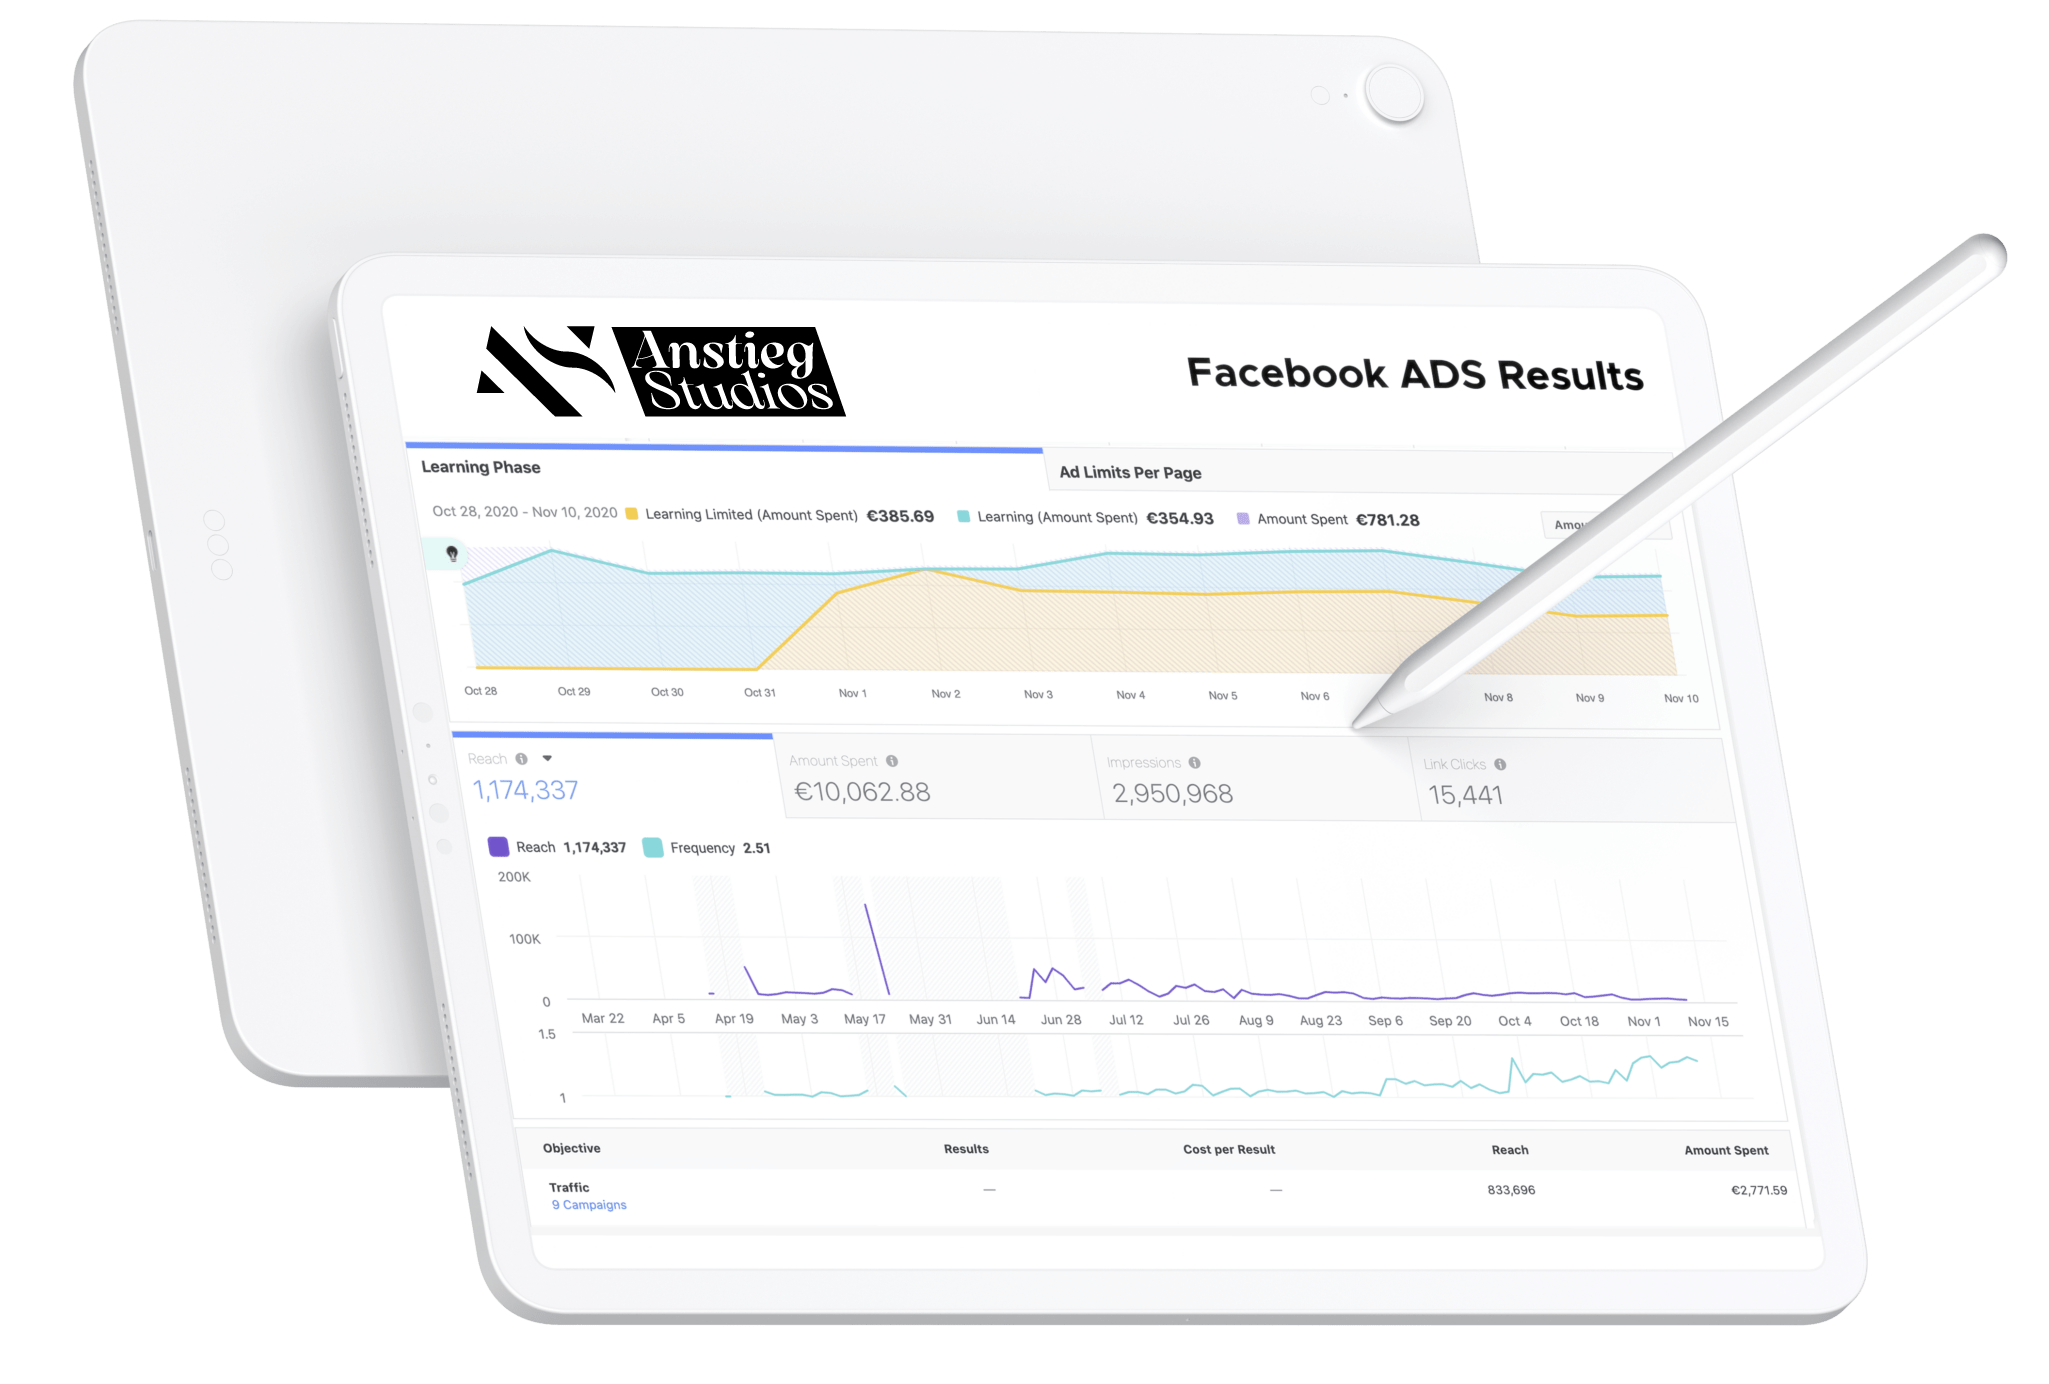 Anstieg
Studios
Facebook ADS Results
Learning Phase
Ad Limits Per Page
Oct 28, 2020 - Nov 10, 2020 Learning Limited (Amount Spent) €385.69 Learning (Amount Spent) €354.93 Amount Spent €781.28
Oct 28 Oct 29 Oct 30 Oct 31 Nov 1 Nov 2 Nov 3 Nov 4 Nov 5 Nov 6 Nov 8 Nov 9 Nov 10
Reach Amount Spent Impressions Link Clicks
1,174,337 €10,062.88 2,950,968 15,441
Reach 1,174,337 Frequency 2.51
200K
100K
0
Mar 22 Apr 5 Apr 19 May 3 May 17 May 31 Jun 14 Jun 28 Jul 12 Jul 26 Aug 9 Aug 23 Sep 6 Sep 20 Oct 4 Oct 18 Nov 1 Nov 15
1.5
1
Objective Results Cost per Result Reach Amount Spent
Traffic — — 833,696 €2,771.59
9 Campaigns